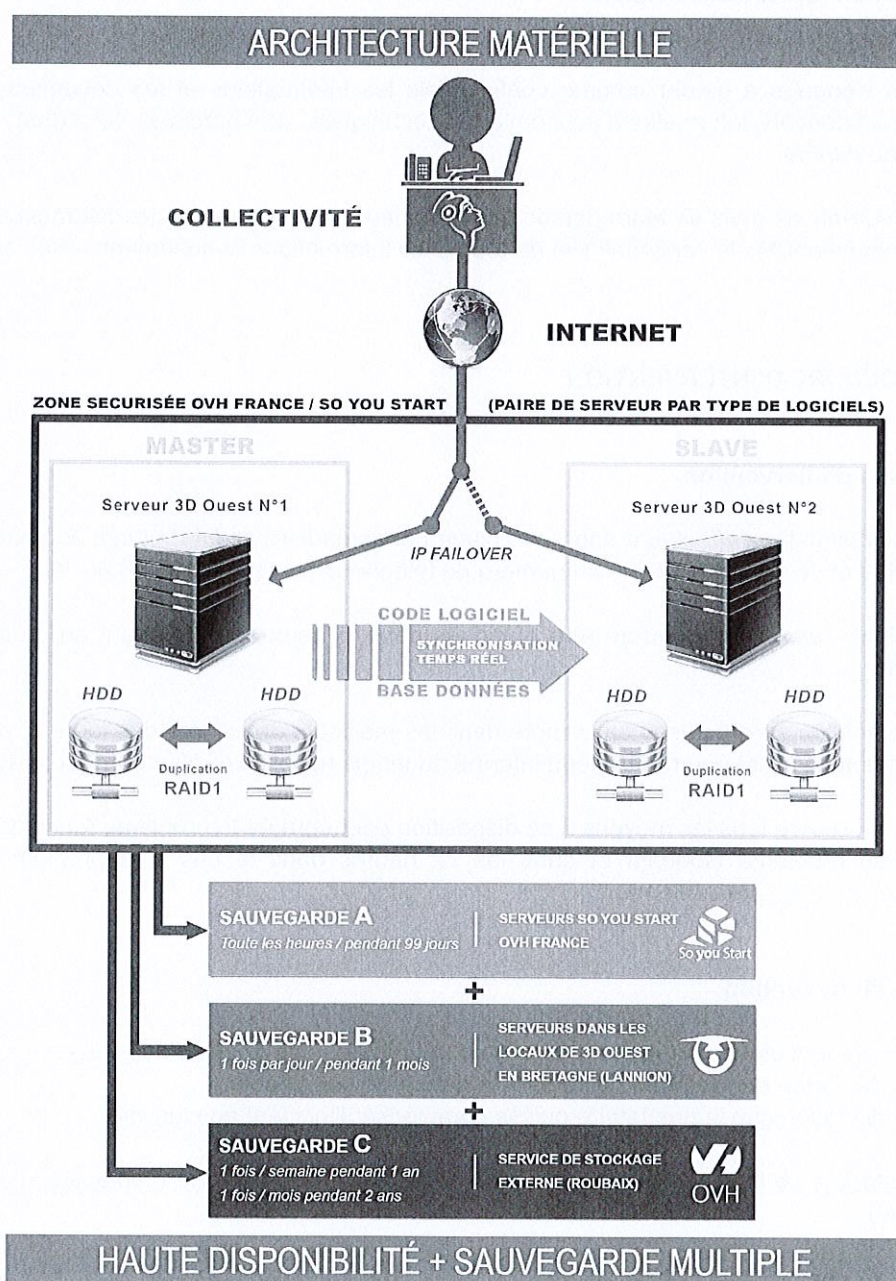 ARCHITECTURE MATÉRIELLE
COLLECTIVITÉ
INTERNET
ZONE SECURISÉE OVH FRANCE / SO YOU START (PAIRE DE SERVEUR PAR TYPE DE LOGICIELS)
MASTER
SLAVE
Serveur 3D Ouest N°1
Serveur 3D Ouest N°2
IP FAILOVER
CODE LOGICIEL
SYNCHRONISATION
TEMPS RÉEL
BASE DONNÉES
HDD
HDD
Duplication
RAID1
HDD
HDD
Duplication
RAID1
SAUVEGARDE A
Toute les heures / pendant 99 jours
SERVEURS SO YOU START
OVH FRANCE
So you Start
+
SAUVEGARDE B
1 fois par jour / pendant 1 mois
SERVEURS DANS LES
LOCAUX DE 3D OUEST
EN BRETAGNE (LANNION)
+
SAUVEGARDE C
1 fois / semaine pendant 1 an
1 fois / mois pendant 2 ans
SERVICE DE STOCKAGE
EXTERNE (ROUBAIX)
OVH
HAUTE DISPONIBILITÉ + SAUVEGARDE MULTIPLE